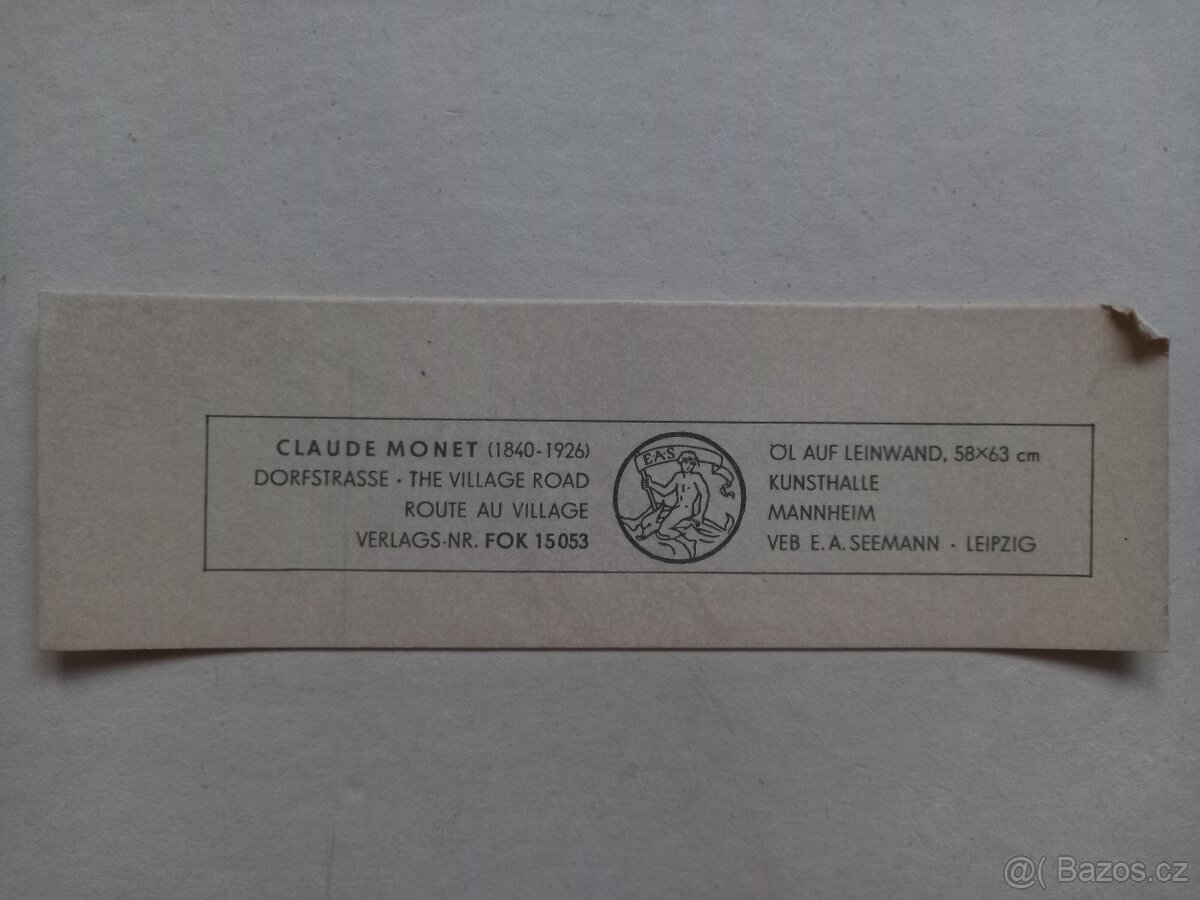 CLAUDE MONET (1840-1926)
DORFSTRASSE · THE VILLAGE ROAD
ROUTE AU VILLAGE
VERLAGS-NR. FOK 15053
E·A·S
ÖL AUF LEINWAND, 58×63 cm
KUNSTHALLE
MANNHEIM
VEB E. A. SEEMANN · LEIPZIG
@( Bazos.cz